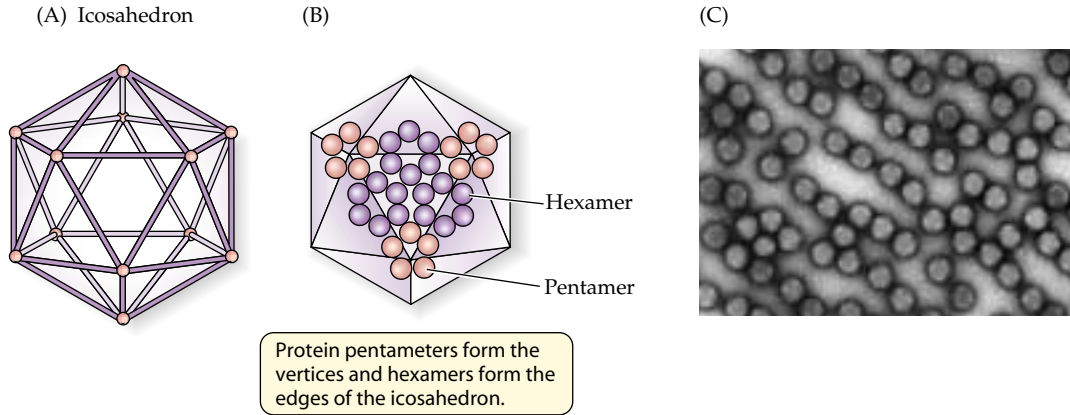 (A) Icosahedron
(B)
(C)
Hexamer
Pentamer
Protein pentameters form the
vertices and hexamers form the
edges of the icosahedron.